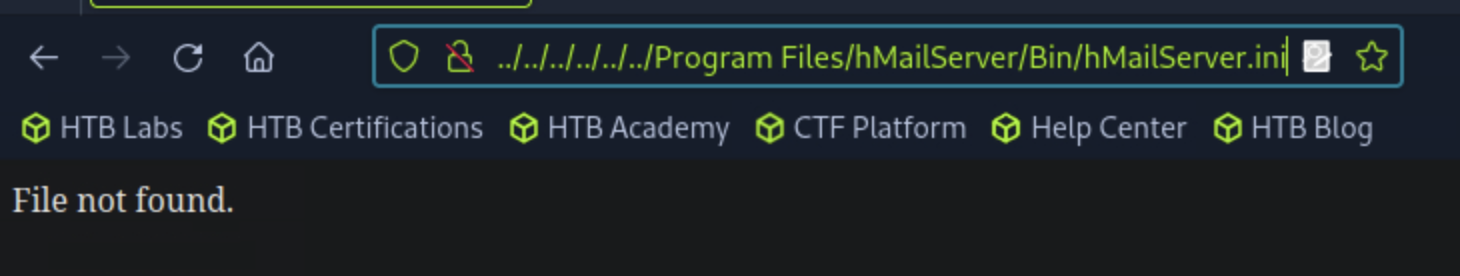 ../../../../../../Program Files/hMailServer/Bin/hMailServer.ini
HTB Labs HTB Certifications HTB Academy CTF Platform Help Center HTB Blog
File not found.